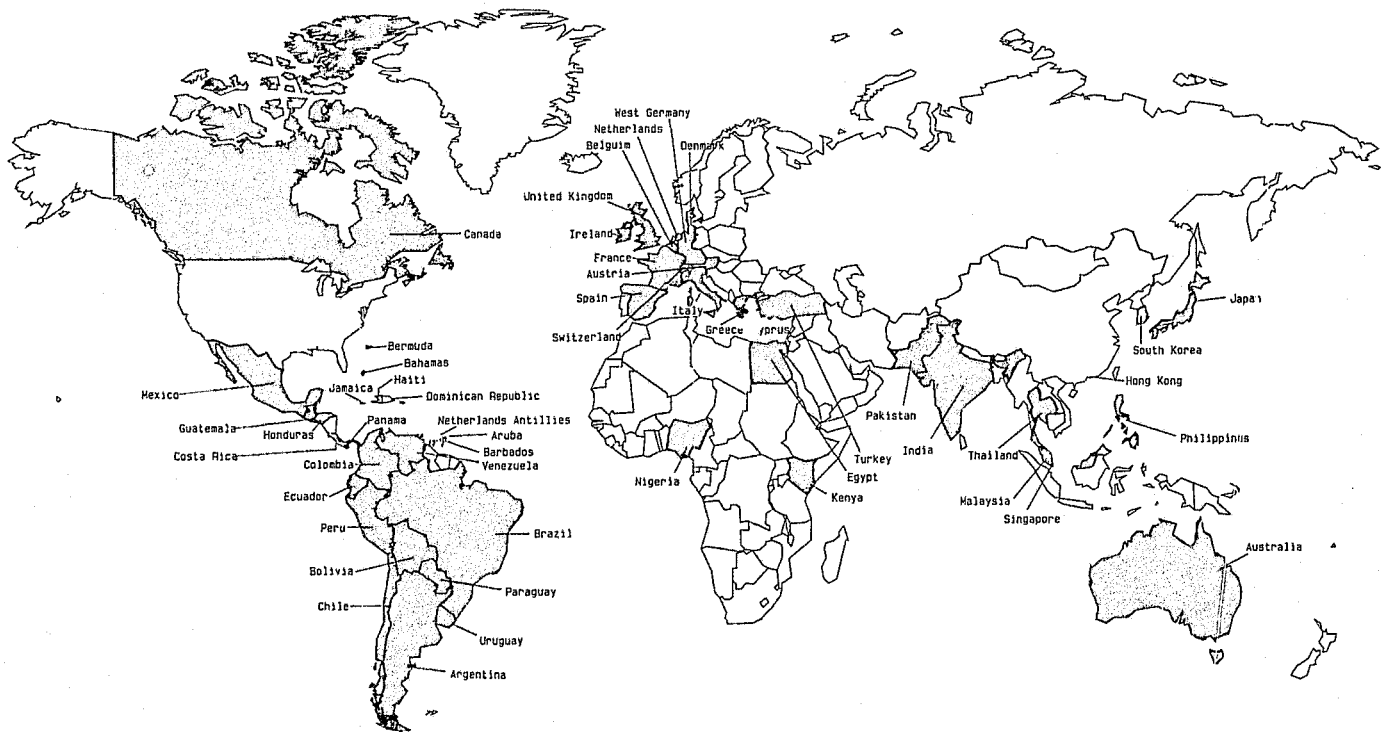 West Germany
Netherlands
Belguim
Denmark
United Kingdom
Ireland
Canada
France
Austria
Spain
Italy
Switzerland
Greece
yprus
Japan
South Korea
Bermuda
Bahamas
Haiti
Jamaica
Dominican Republic
Mexico
Hong Kong
Guatemala
Honduras
Panama
Netherlands Antillies
Aruba
Barbados
Venezuela
Costa Rica
Colombia
Pakistan
India
Philippinus
Thailand
Turkey
Egypt
Nigeria
Kenya
Ecuador
Malaysia
Singapore
Peru
Brazil
Australia
Bolivia
Paraguay
Chile
Uruguay
Argentina